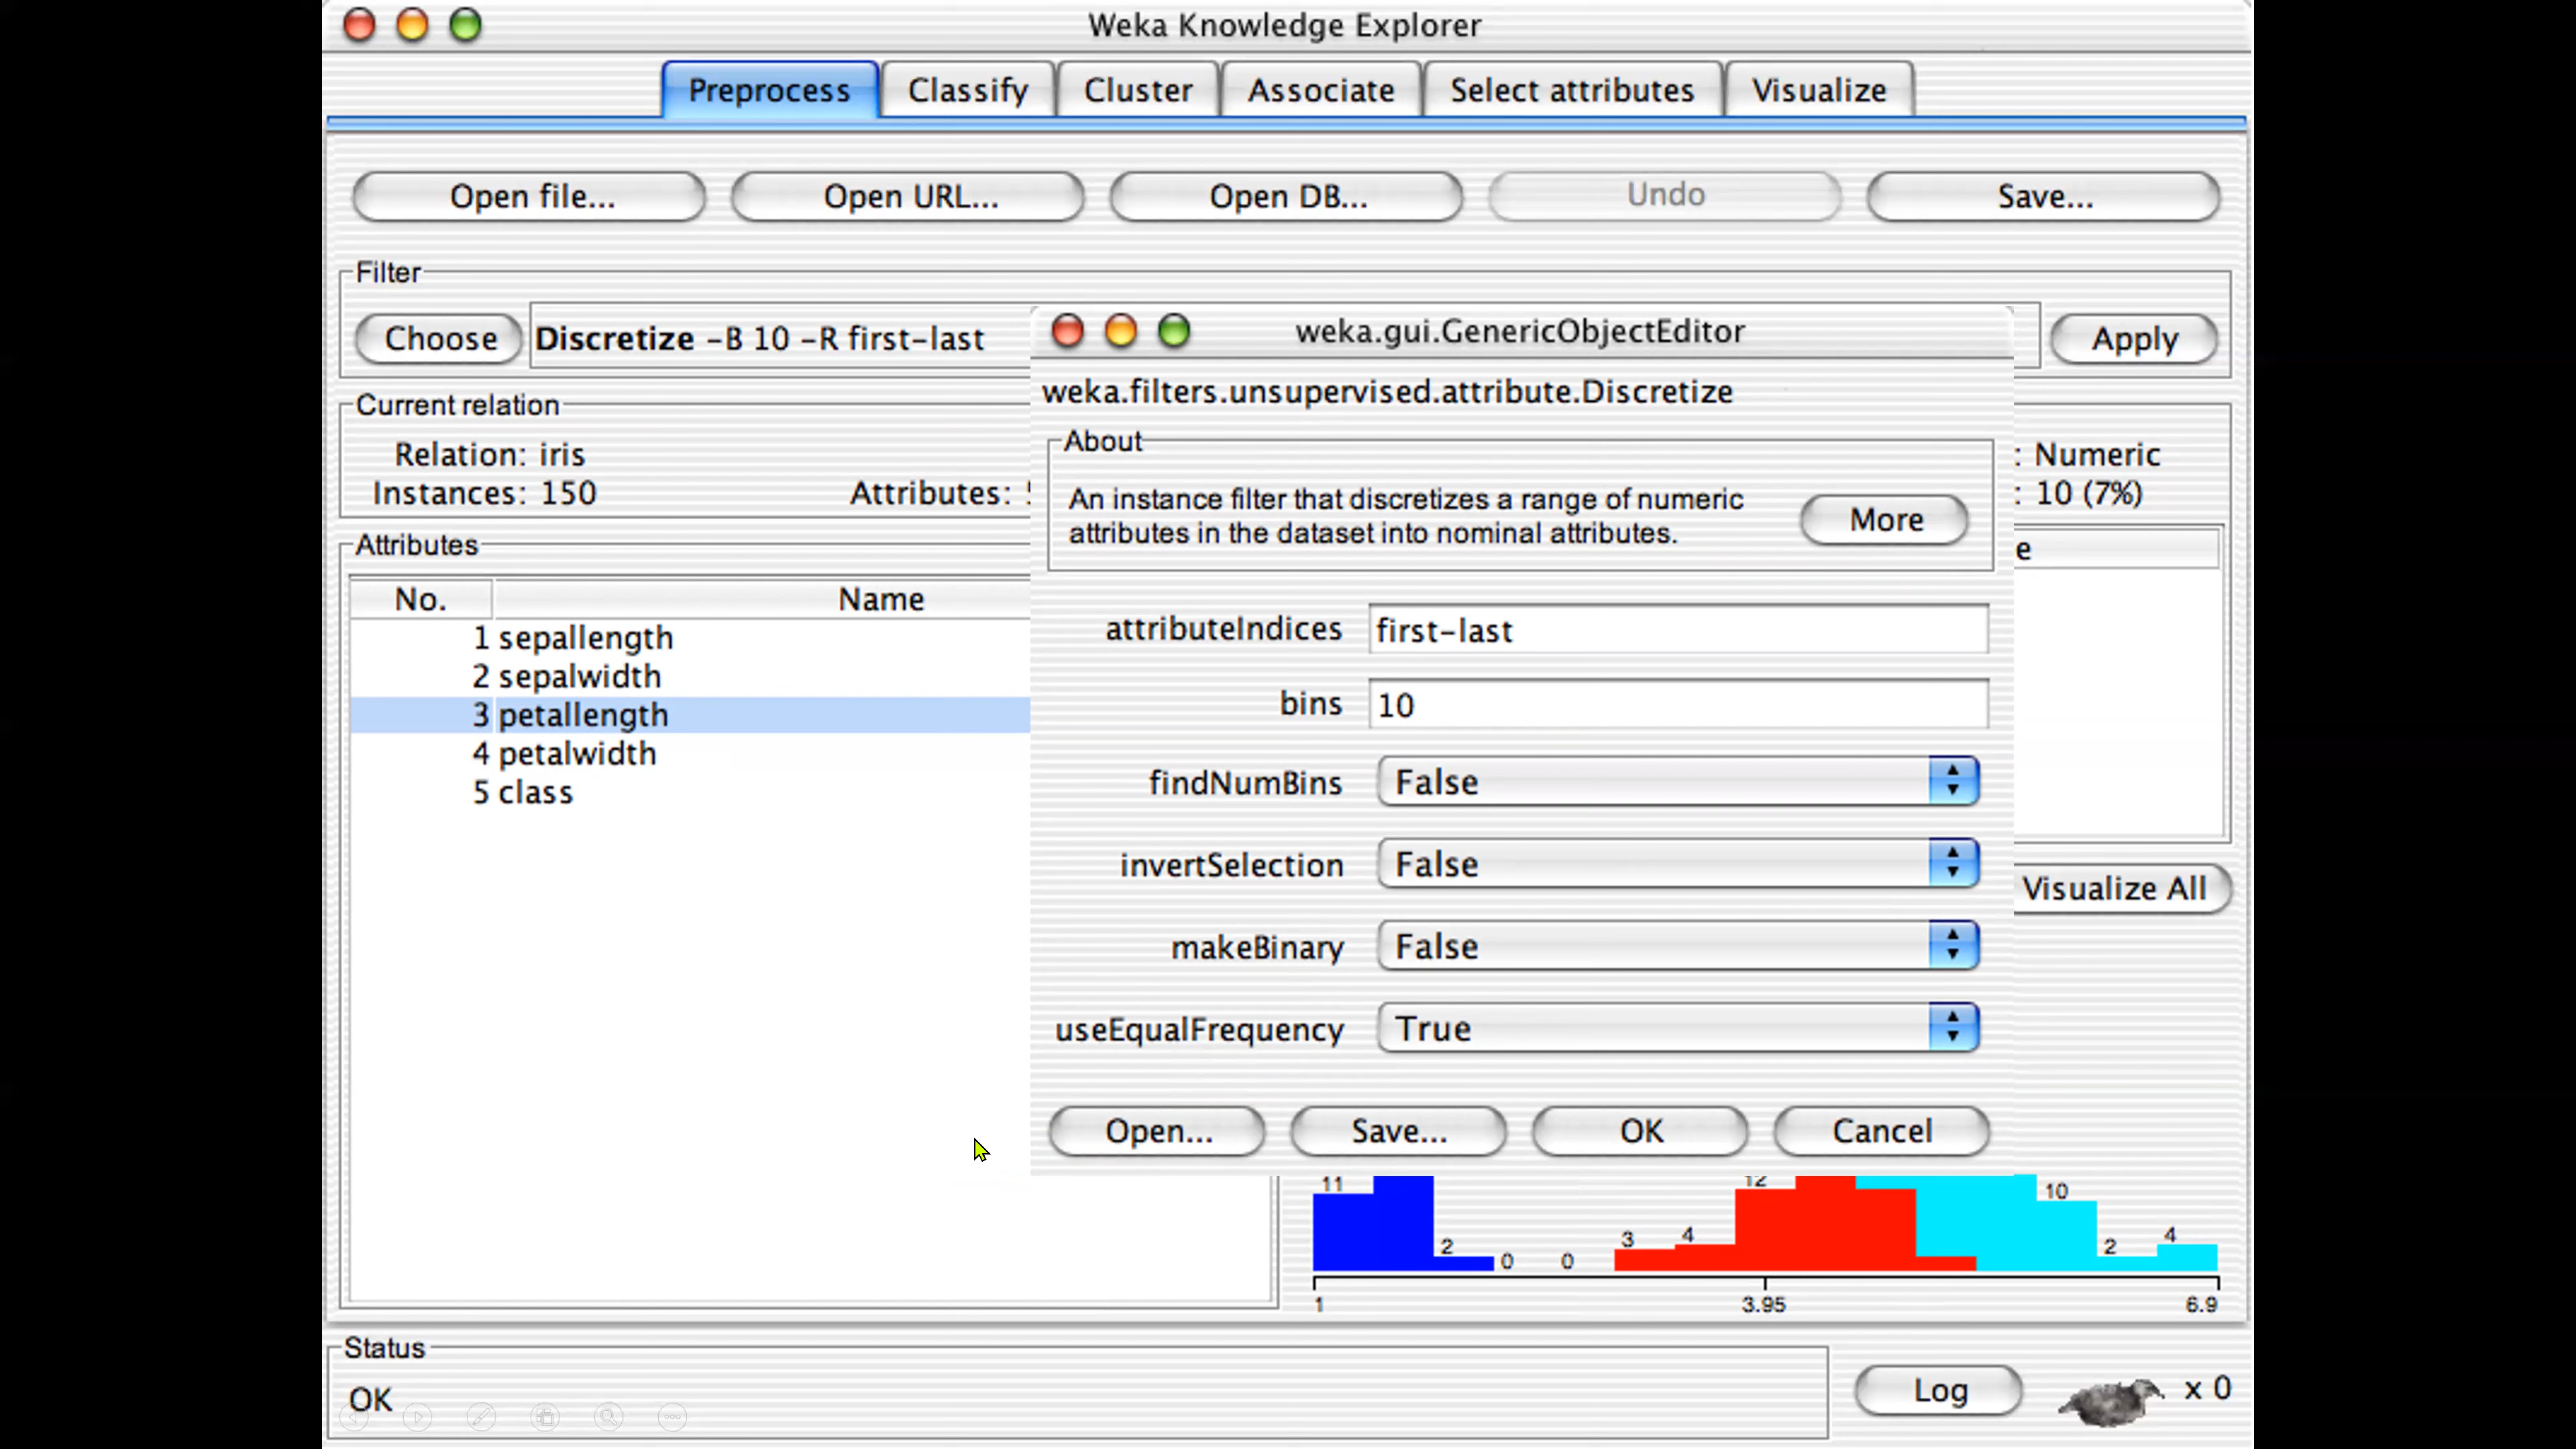 Weka Knowledge Explorer
Preprocess Classify Cluster Associate Select attributes Visualize
Open file... Open URL... Open DB... Undo Save...
Filter
Choose Discretize -B 10 -R first-last
Apply
Current relation
Relation: iris
Instances: 150 Attributes:
Attributes
No. Name
1 sepallength
2 sepalwidth
3 petallength
4 petalwidth
5 class
weka.gui.GenericObjectEditor
weka.filters.unsupervised.attribute.Discretize
About
An instance filter that discretizes a range of numeric
attributes in the dataset into nominal attributes.
More
attributeIndices first-last
bins 10
findNumBins False
invertSelection False
makeBinary False
useEqualFrequency True
Open... Save... OK Cancel
: Numeric
: 10 (7%)
e
Visualize All
11 2 0 0 3 4 12 10 2 4
1 3.95 6.9
Status
OK
Log x 0